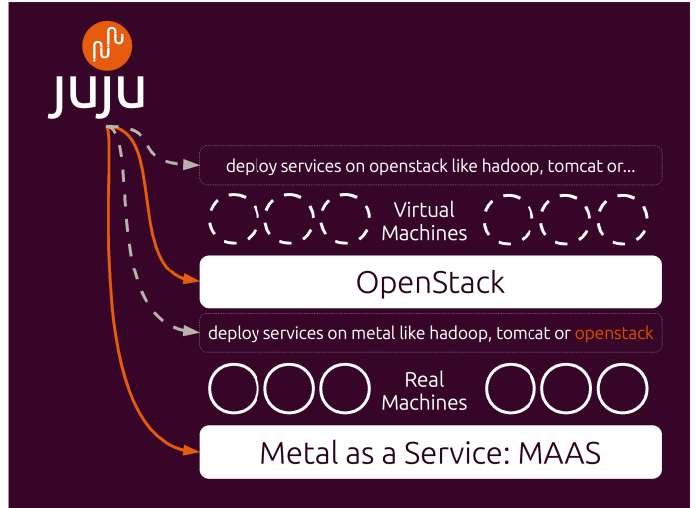 juju
deploy services on openstack like hadoop, tomcat or...
Virtual
Machines
OpenStack
deploy services on metal like hadoop, tomcat or openstack
Real
Machines
Metal as a Service: MAAS